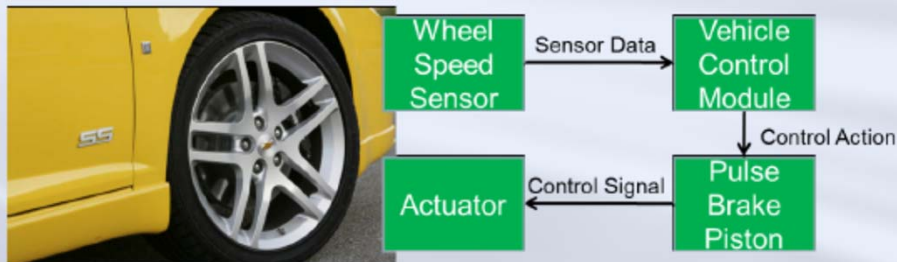 SS
Wheel
Speed
Sensor
Sensor Data
Vehicle
Control
Module
Control Action
Pulse
Brake
Piston
Control Signal
Actuator